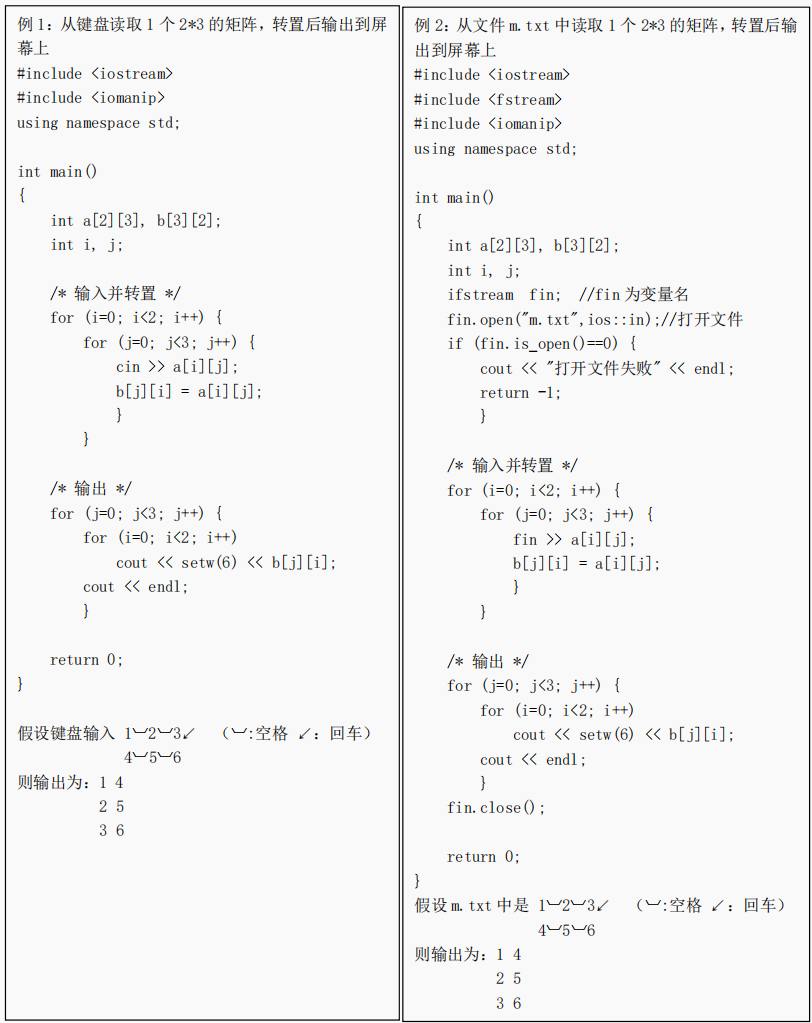 例 1：从键盘读取 1 个 2*3 的矩阵，转置后输出到屏
幕上
#include <iostream>
#include <iomanip>
using namespace std;
int main()
{
    int a[2][3], b[3][2];
    int i, j;
    /* 输入并转置 */
    for (i=0; i<2; i++) {
        for (j=0; j<3; j++) {
            cin >> a[i][j];
            b[j][i] = a[i][j];
            }
        }
    /* 输出 */
    for (j=0; j<3; j++) {
        for (i=0; i<2; i++)
            cout << setw(6) << b[j][i];
        cout << endl;
        }
    return 0;
}
假设键盘输入 1︺2︺3↙ （︺:空格 ↙：回车）
             4︺5︺6
则输出为：1 4
          2 5
          3 6
例 2：从文件 m.txt 中读取 1 个 2*3 的矩阵，转置后输
出到屏幕上
#include <iostream>
#include <fstream>
#include <iomanip>
using namespace std;
int main()
{
    int a[2][3], b[3][2];
    int i, j;
    ifstream  fin;  //fin 为变量名
    fin.open("m.txt",ios::in);//打开文件
    if (fin.is_open()==0) {
        cout << "打开文件失败" << endl;
        return -1;
        }
    /* 输入并转置 */
    for (i=0; i<2; i++) {
        for (j=0; j<3; j++) {
            fin >> a[i][j];
            b[j][i] = a[i][j];
            }
        }
    /* 输出 */
    for (j=0; j<3; j++) {
        for (i=0; i<2; i++)
            cout << setw(6) << b[j][i];
        cout << endl;
        }
    fin.close();
    return 0;
}
假设 m.txt 中是 1︺2︺3↙ （︺:空格 ↙：回车）
               4︺5︺6
则输出为：1 4
          2 5
          3 6